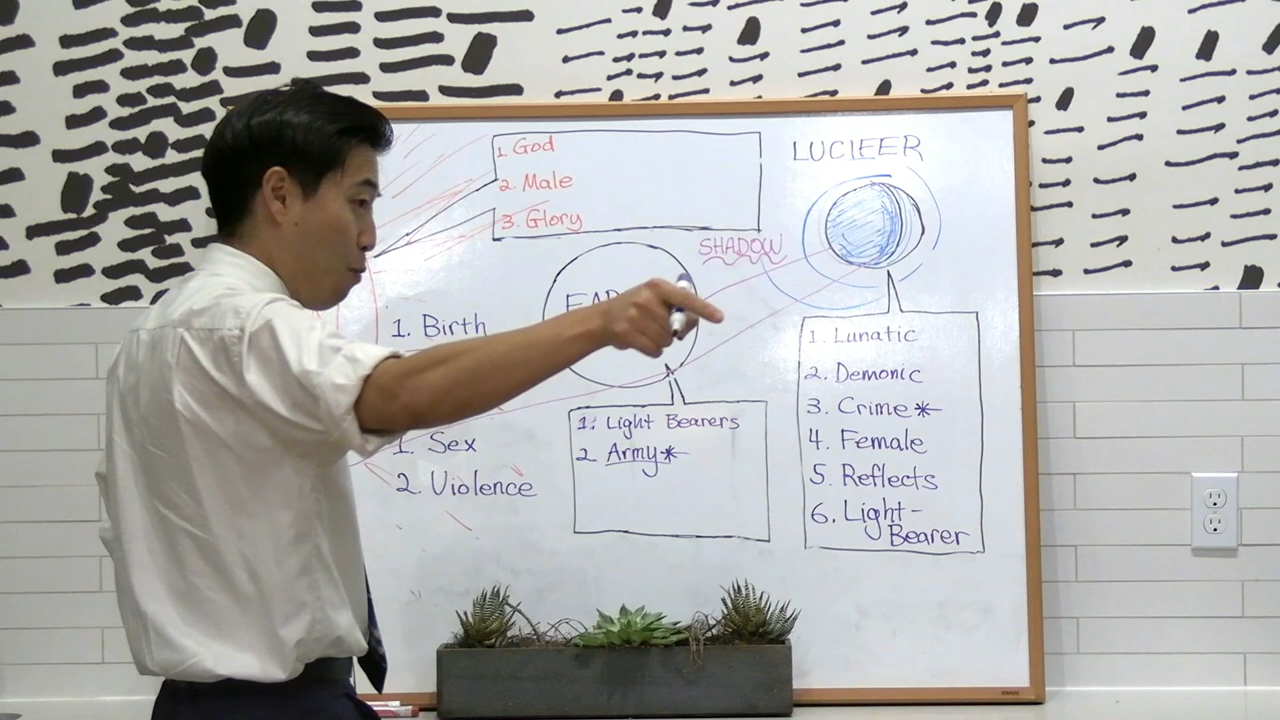 1 God
2. Male
3. Glory
LUCIFER
SHADOW
EAR
1. Birth
1. Sex
2. Violence
1. Light Bearers
2 Army*
1. Lunatic
2. Demonic
3. Crime*
4. Female
5. Reflects
6. Light-
Bearer